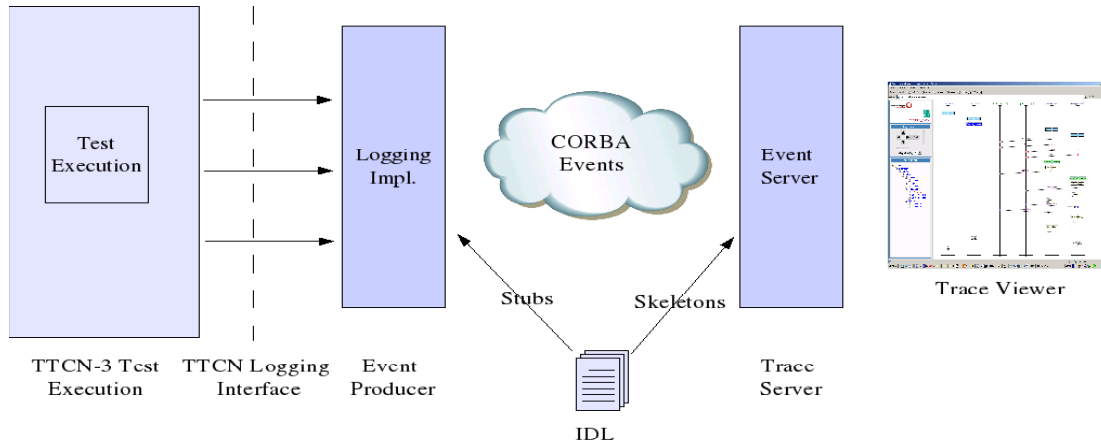 Test
Execution
Logging
Impl.
CORBA
Events
Event
Server
Stubs
Skeletons
Trace Viewer
TTCN-3 Test
Execution
TTCN Logging
Interface
Event
Producer
Trace
Server
IDL